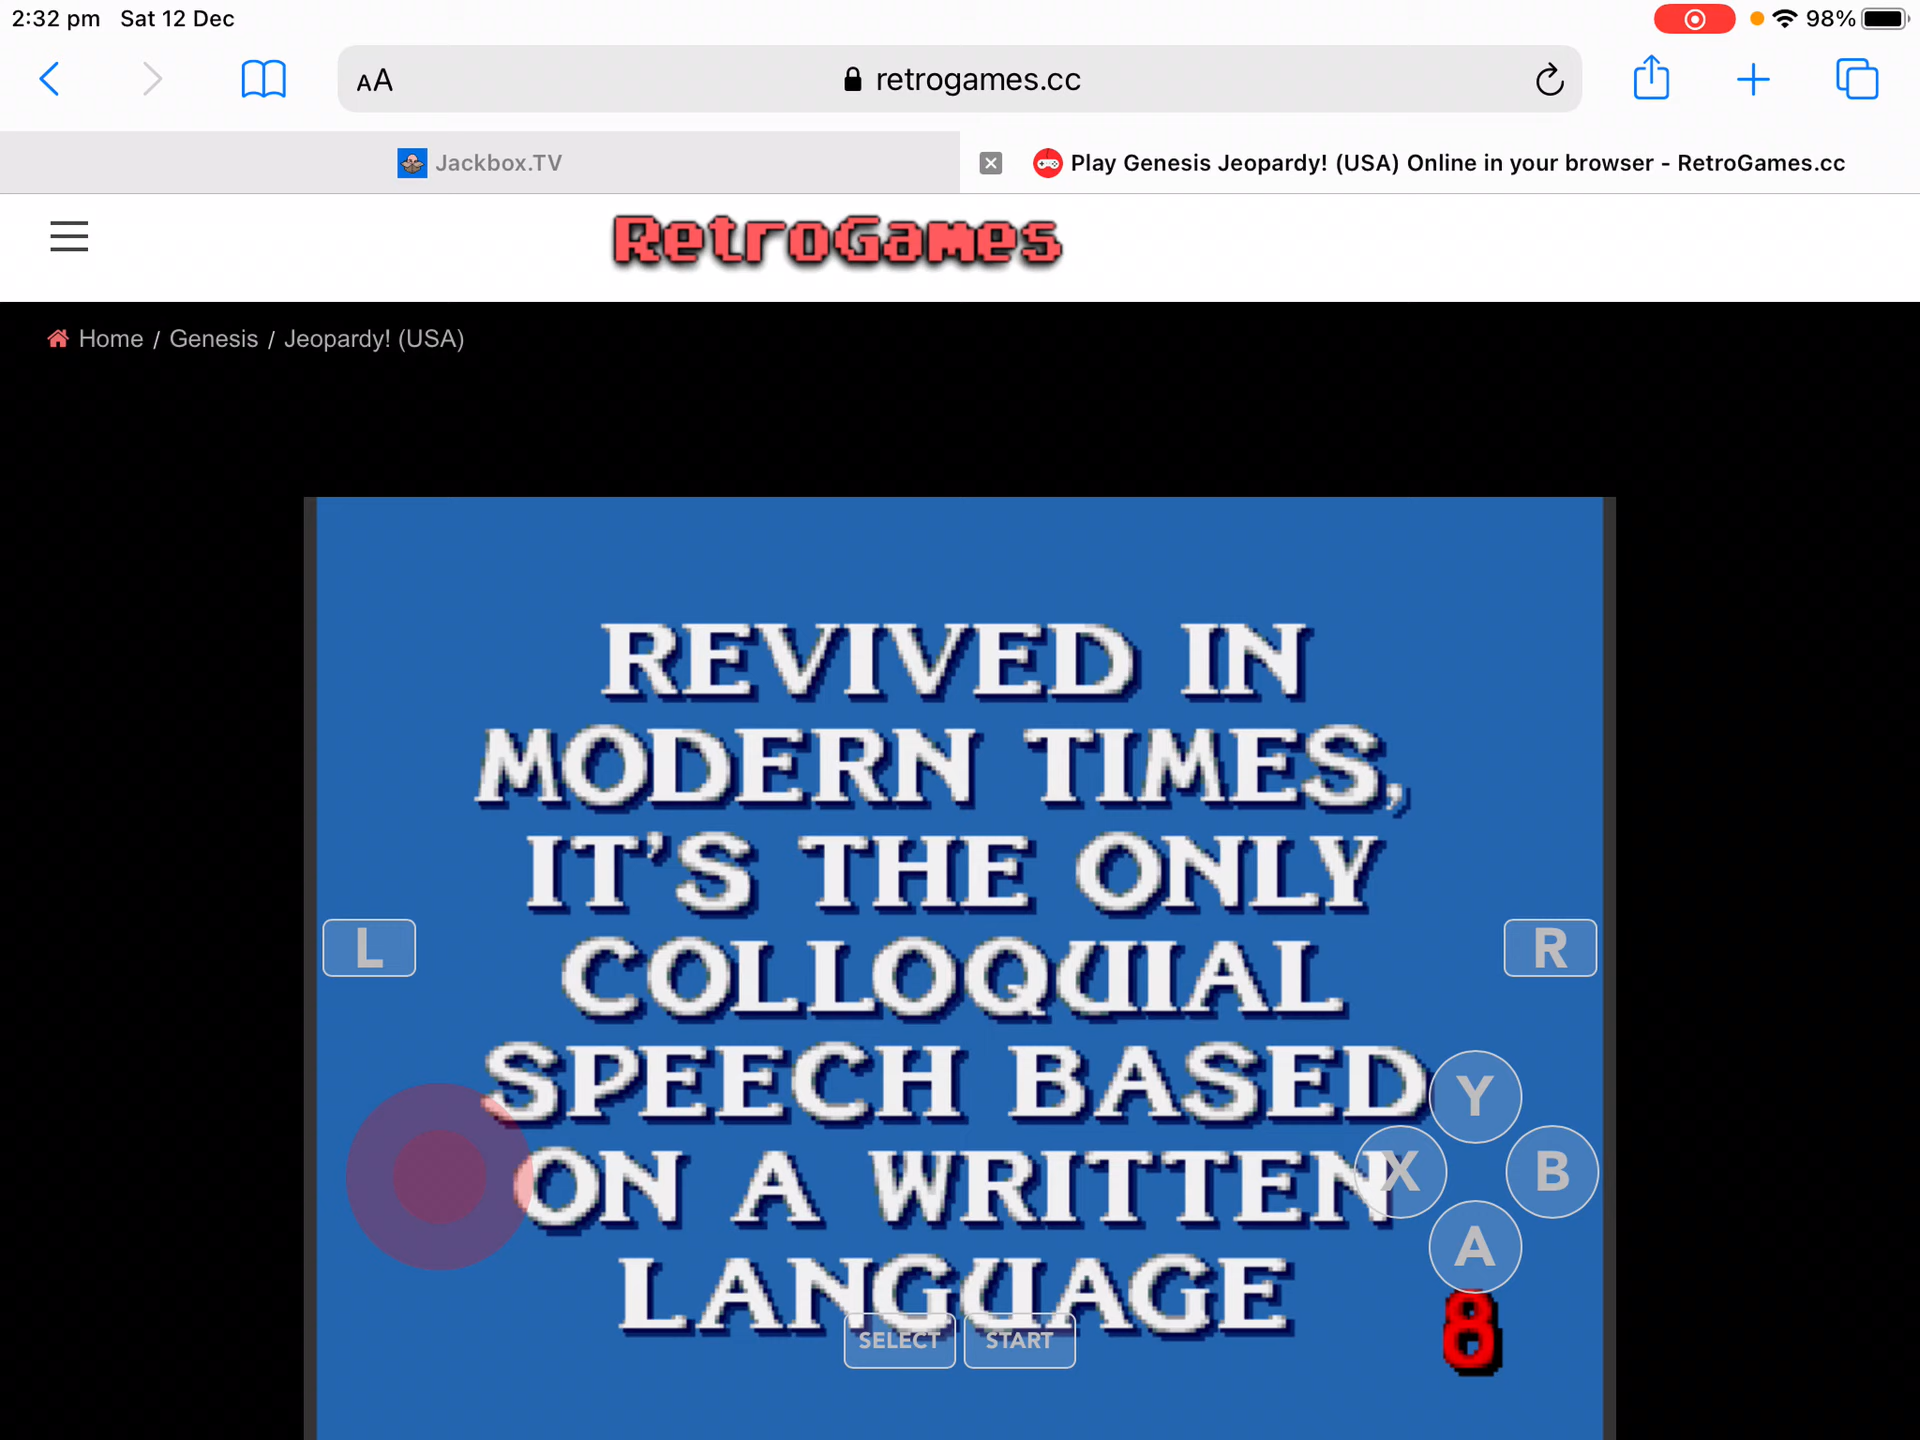 2:32 pm Sat 12 Dec 98%
AA retrogames.cc
Jackbox.TV Play Genesis Jeopardy! (USA) Online in your browser - RetroGames.cc
RetroGames
Home / Genesis / Jeopardy! (USA)
REVIVED IN
MODERN TIMES,
IT'S THE ONLY
COLLOQUIAL
L R
SPEECH BASED
Y
ON A WRITTEN
X B
A
LANGUAGE
8
SELECT START